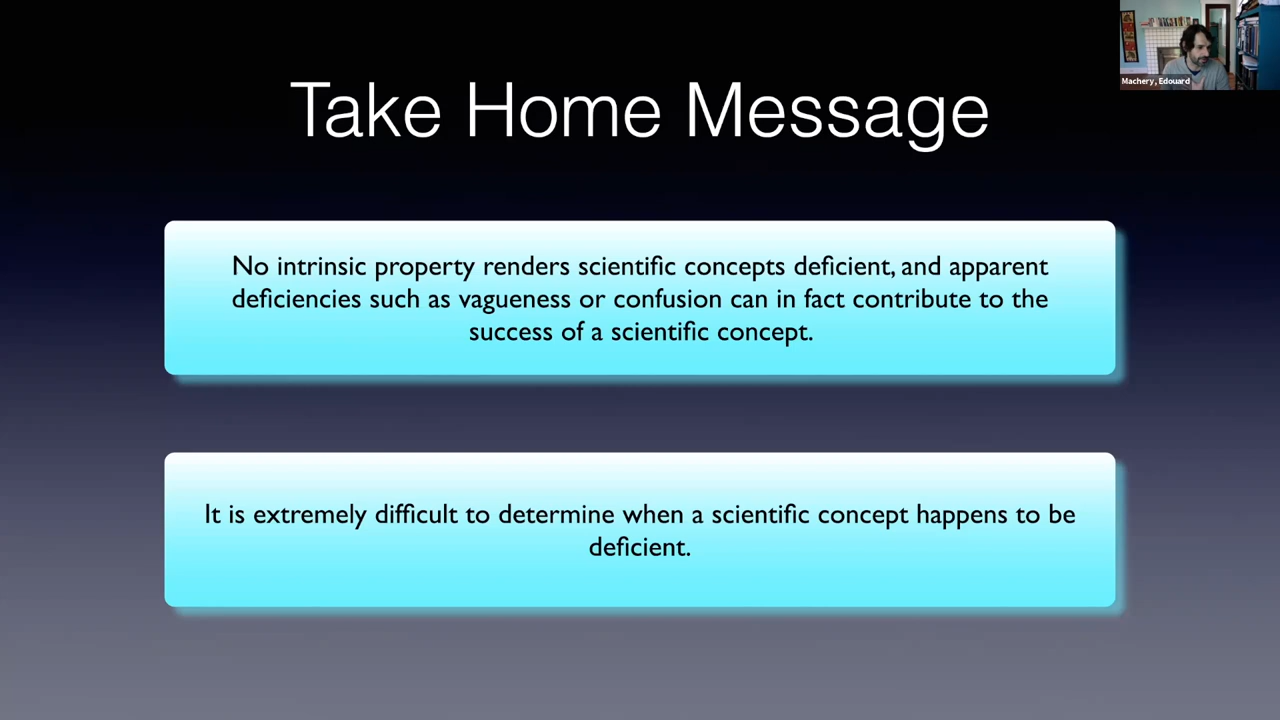 Machery, Edouard
Take Home Message
No intrinsic property renders scientific concepts deficient, and apparent
deficiencies such as vagueness or confusion can in fact contribute to the
success of a scientific concept.
It is extremely difficult to determine when a scientific concept happens to be
deficient.